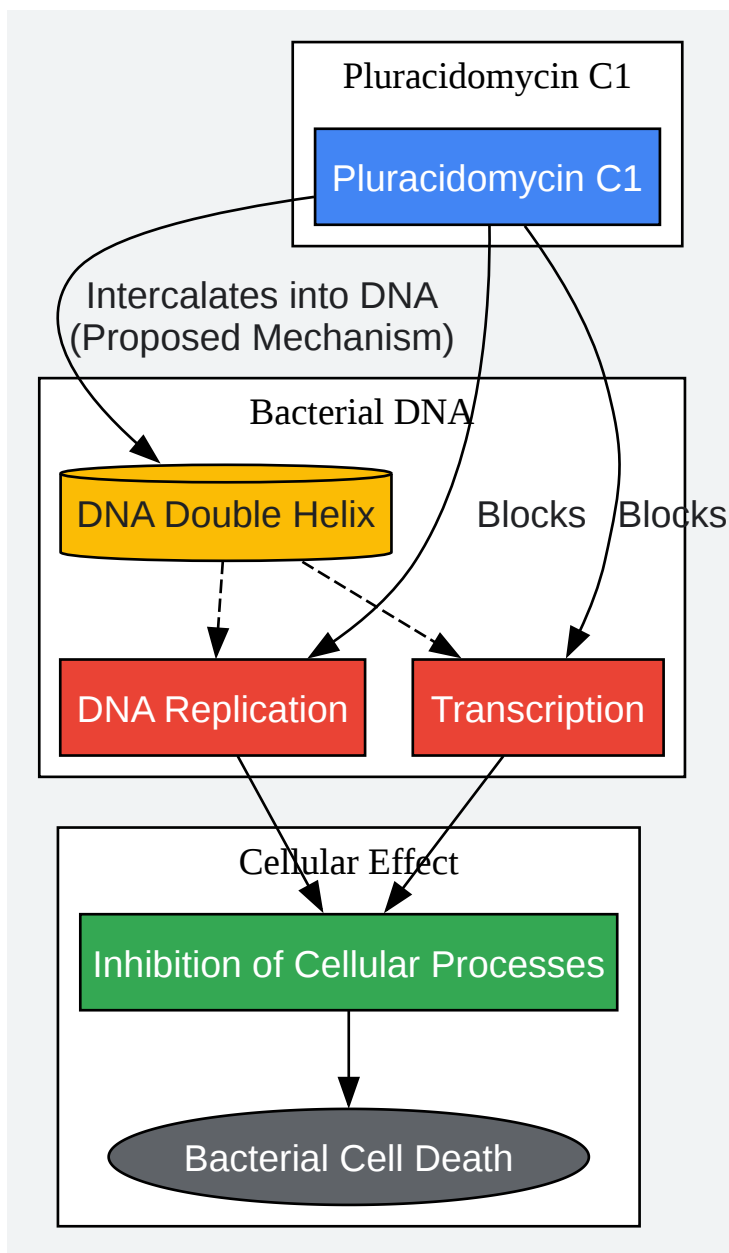 Pluracidomycin C1
Pluracidomycin C1
Intercalates into DNA
(Proposed Mechanism)
Bacterial DNA
DNA Double Helix
Blocks
Blocks
DNA Replication
Transcription
Cellular Effect
Inhibition of Cellular Processes
Bacterial Cell Death